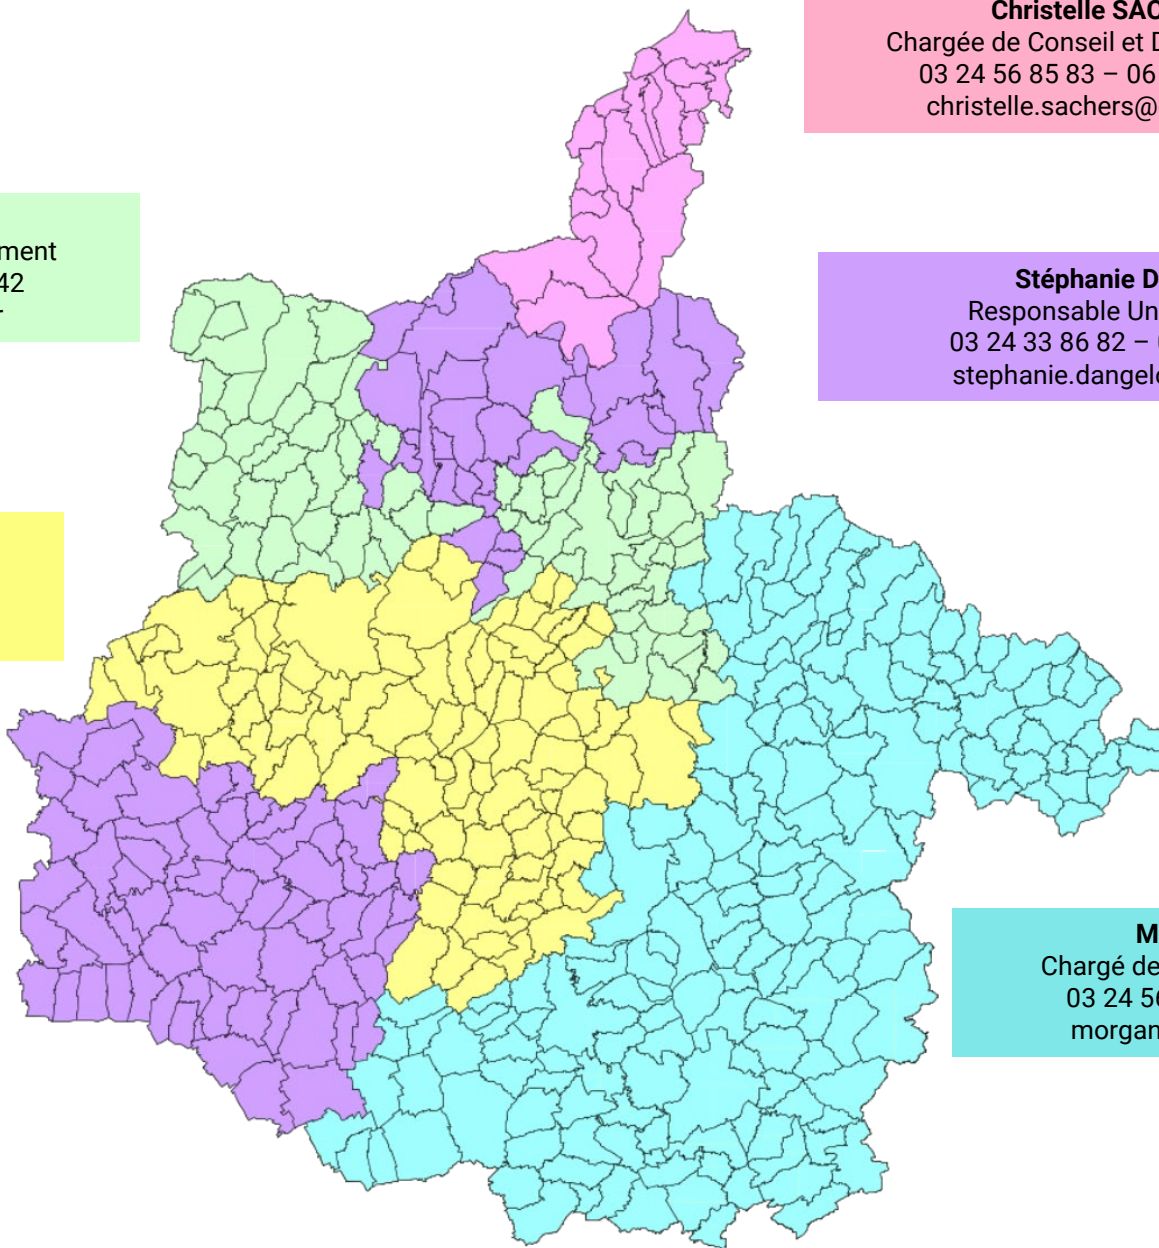 Christelle SAC
Chargée de Conseil et D
03 24 56 85 83 – 06
christelle.sachers@
ment
42
Stéphanie D
Responsable Un
03 24 33 86 82 –
stephanie.dangel
M
Chargé de
03 24 56
morgan